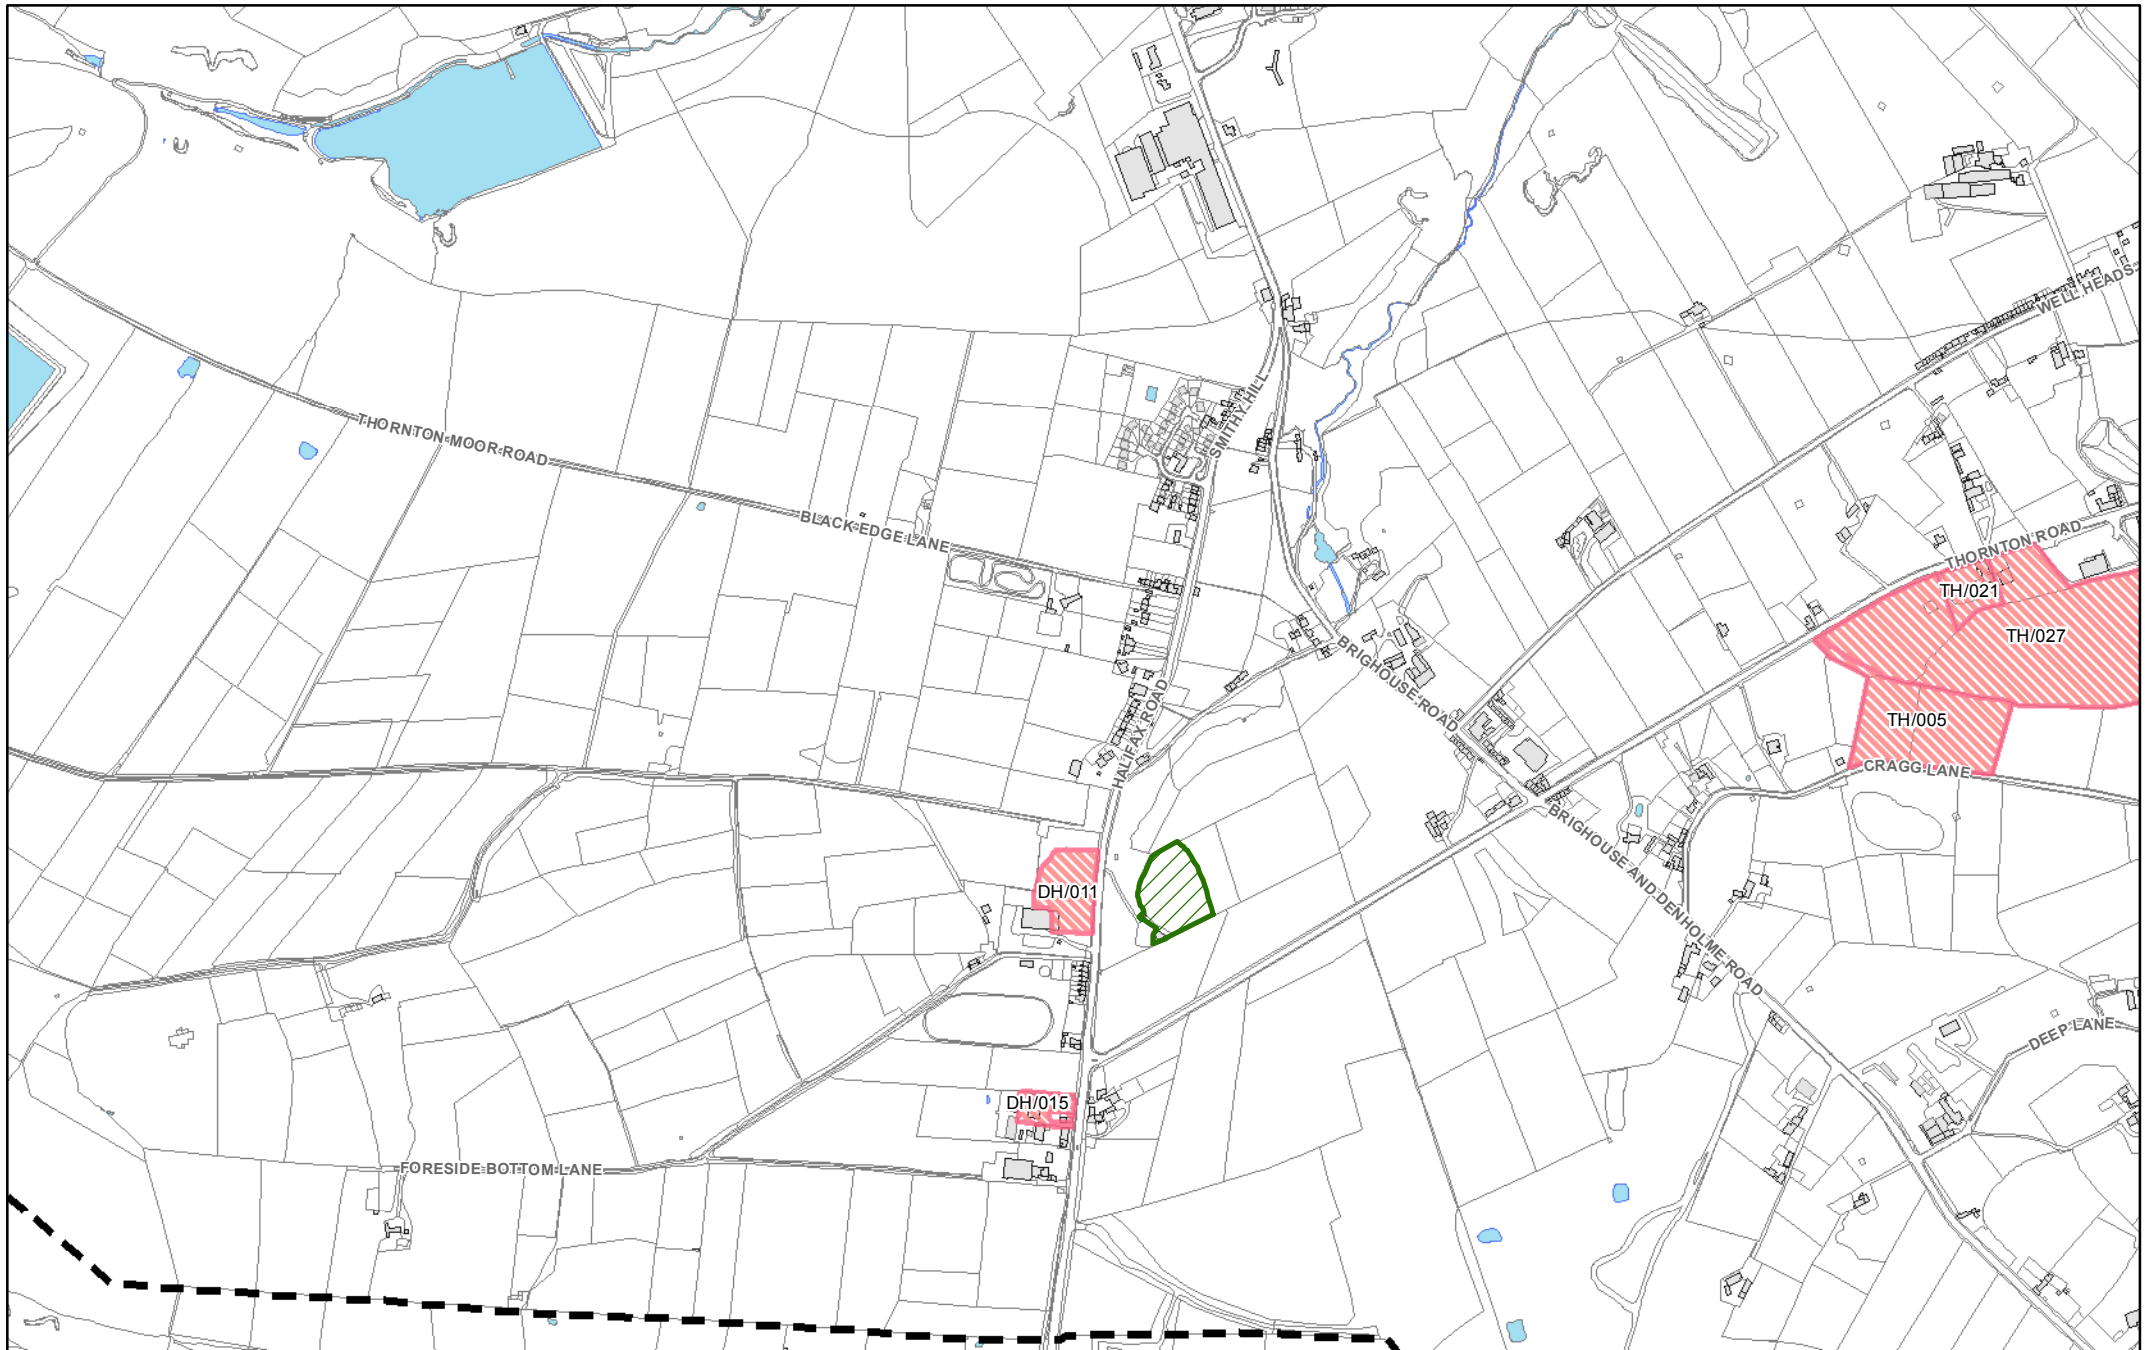 WELL HEADS
SMITHY HILL
THORNTON MOOR ROAD
BLACK EDGE LANE
THORNTON ROAD
TH/021
TH/027
BRIGHOUSE ROAD
HALIFAX ROAD
TH/005
CRAGG LANE
BRIGHOUSE AND DENHOLME ROAD
DH/011
DEEP LANE
DH/015
FORESIDE BOTTOM LANE